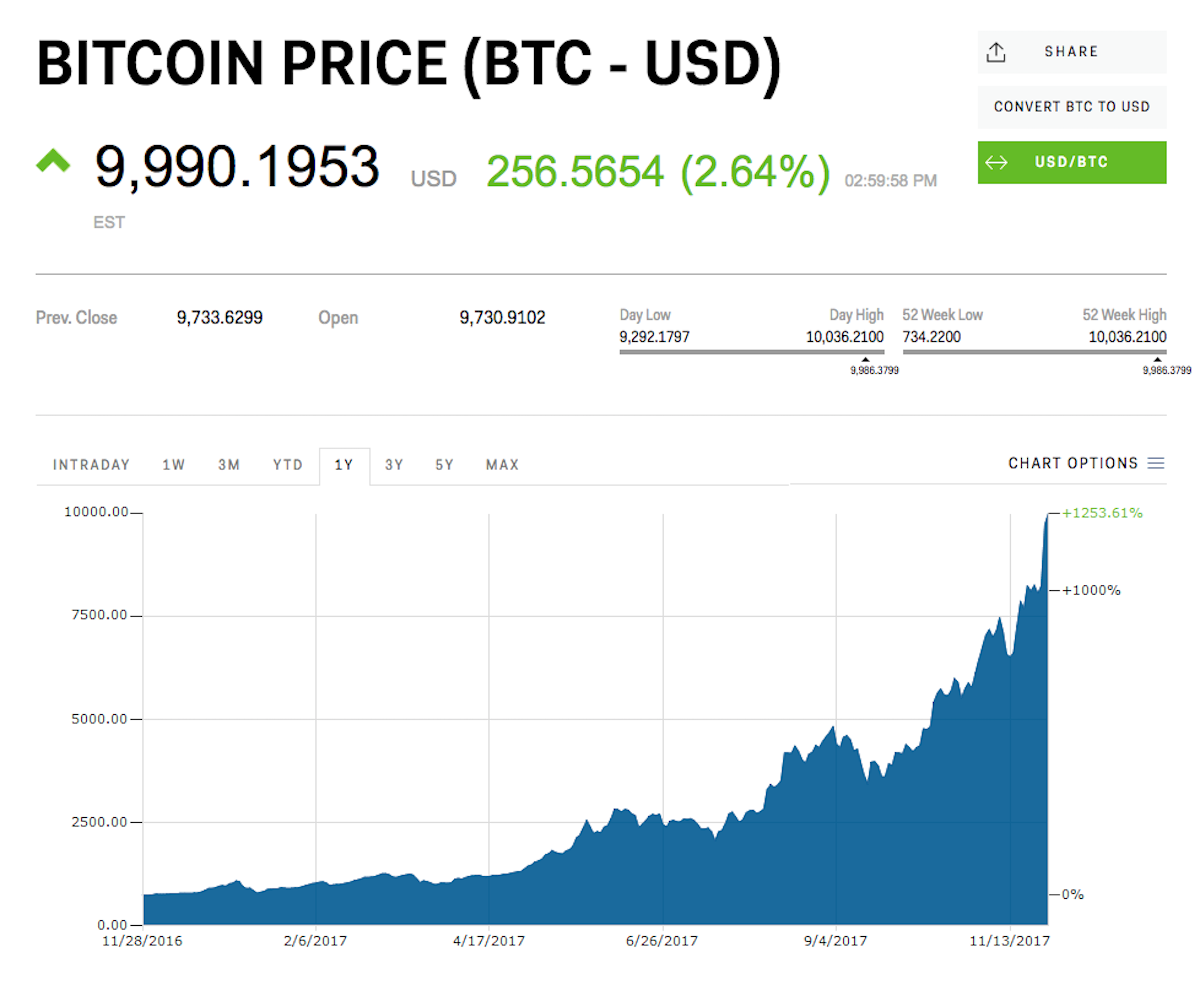 BITCOIN PRICE (BTC - USD)
SHARE
CONVERT BTC TO USD
USD/BTC
9,990.1953 USD 256.5654 (2.64%) 02:59:58 PM
EST
Prev. Close 9,733.6299 Open 9,730.9102
Day Low Day High 52 Week Low 52 Week High
9,292.1797 10,036.2100 734.2200 10,036.2100
9,986.3799 9,986.3799
INTRADAY 1W 3M YTD 1Y 3Y 5Y MAX CHART OPTIONS
10000.00 +1253.61%
+1000%
7500.00
5000.00
2500.00
0%
0.00
11/28/2016 2/6/2017 4/17/2017 6/26/2017 9/4/2017 11/13/2017